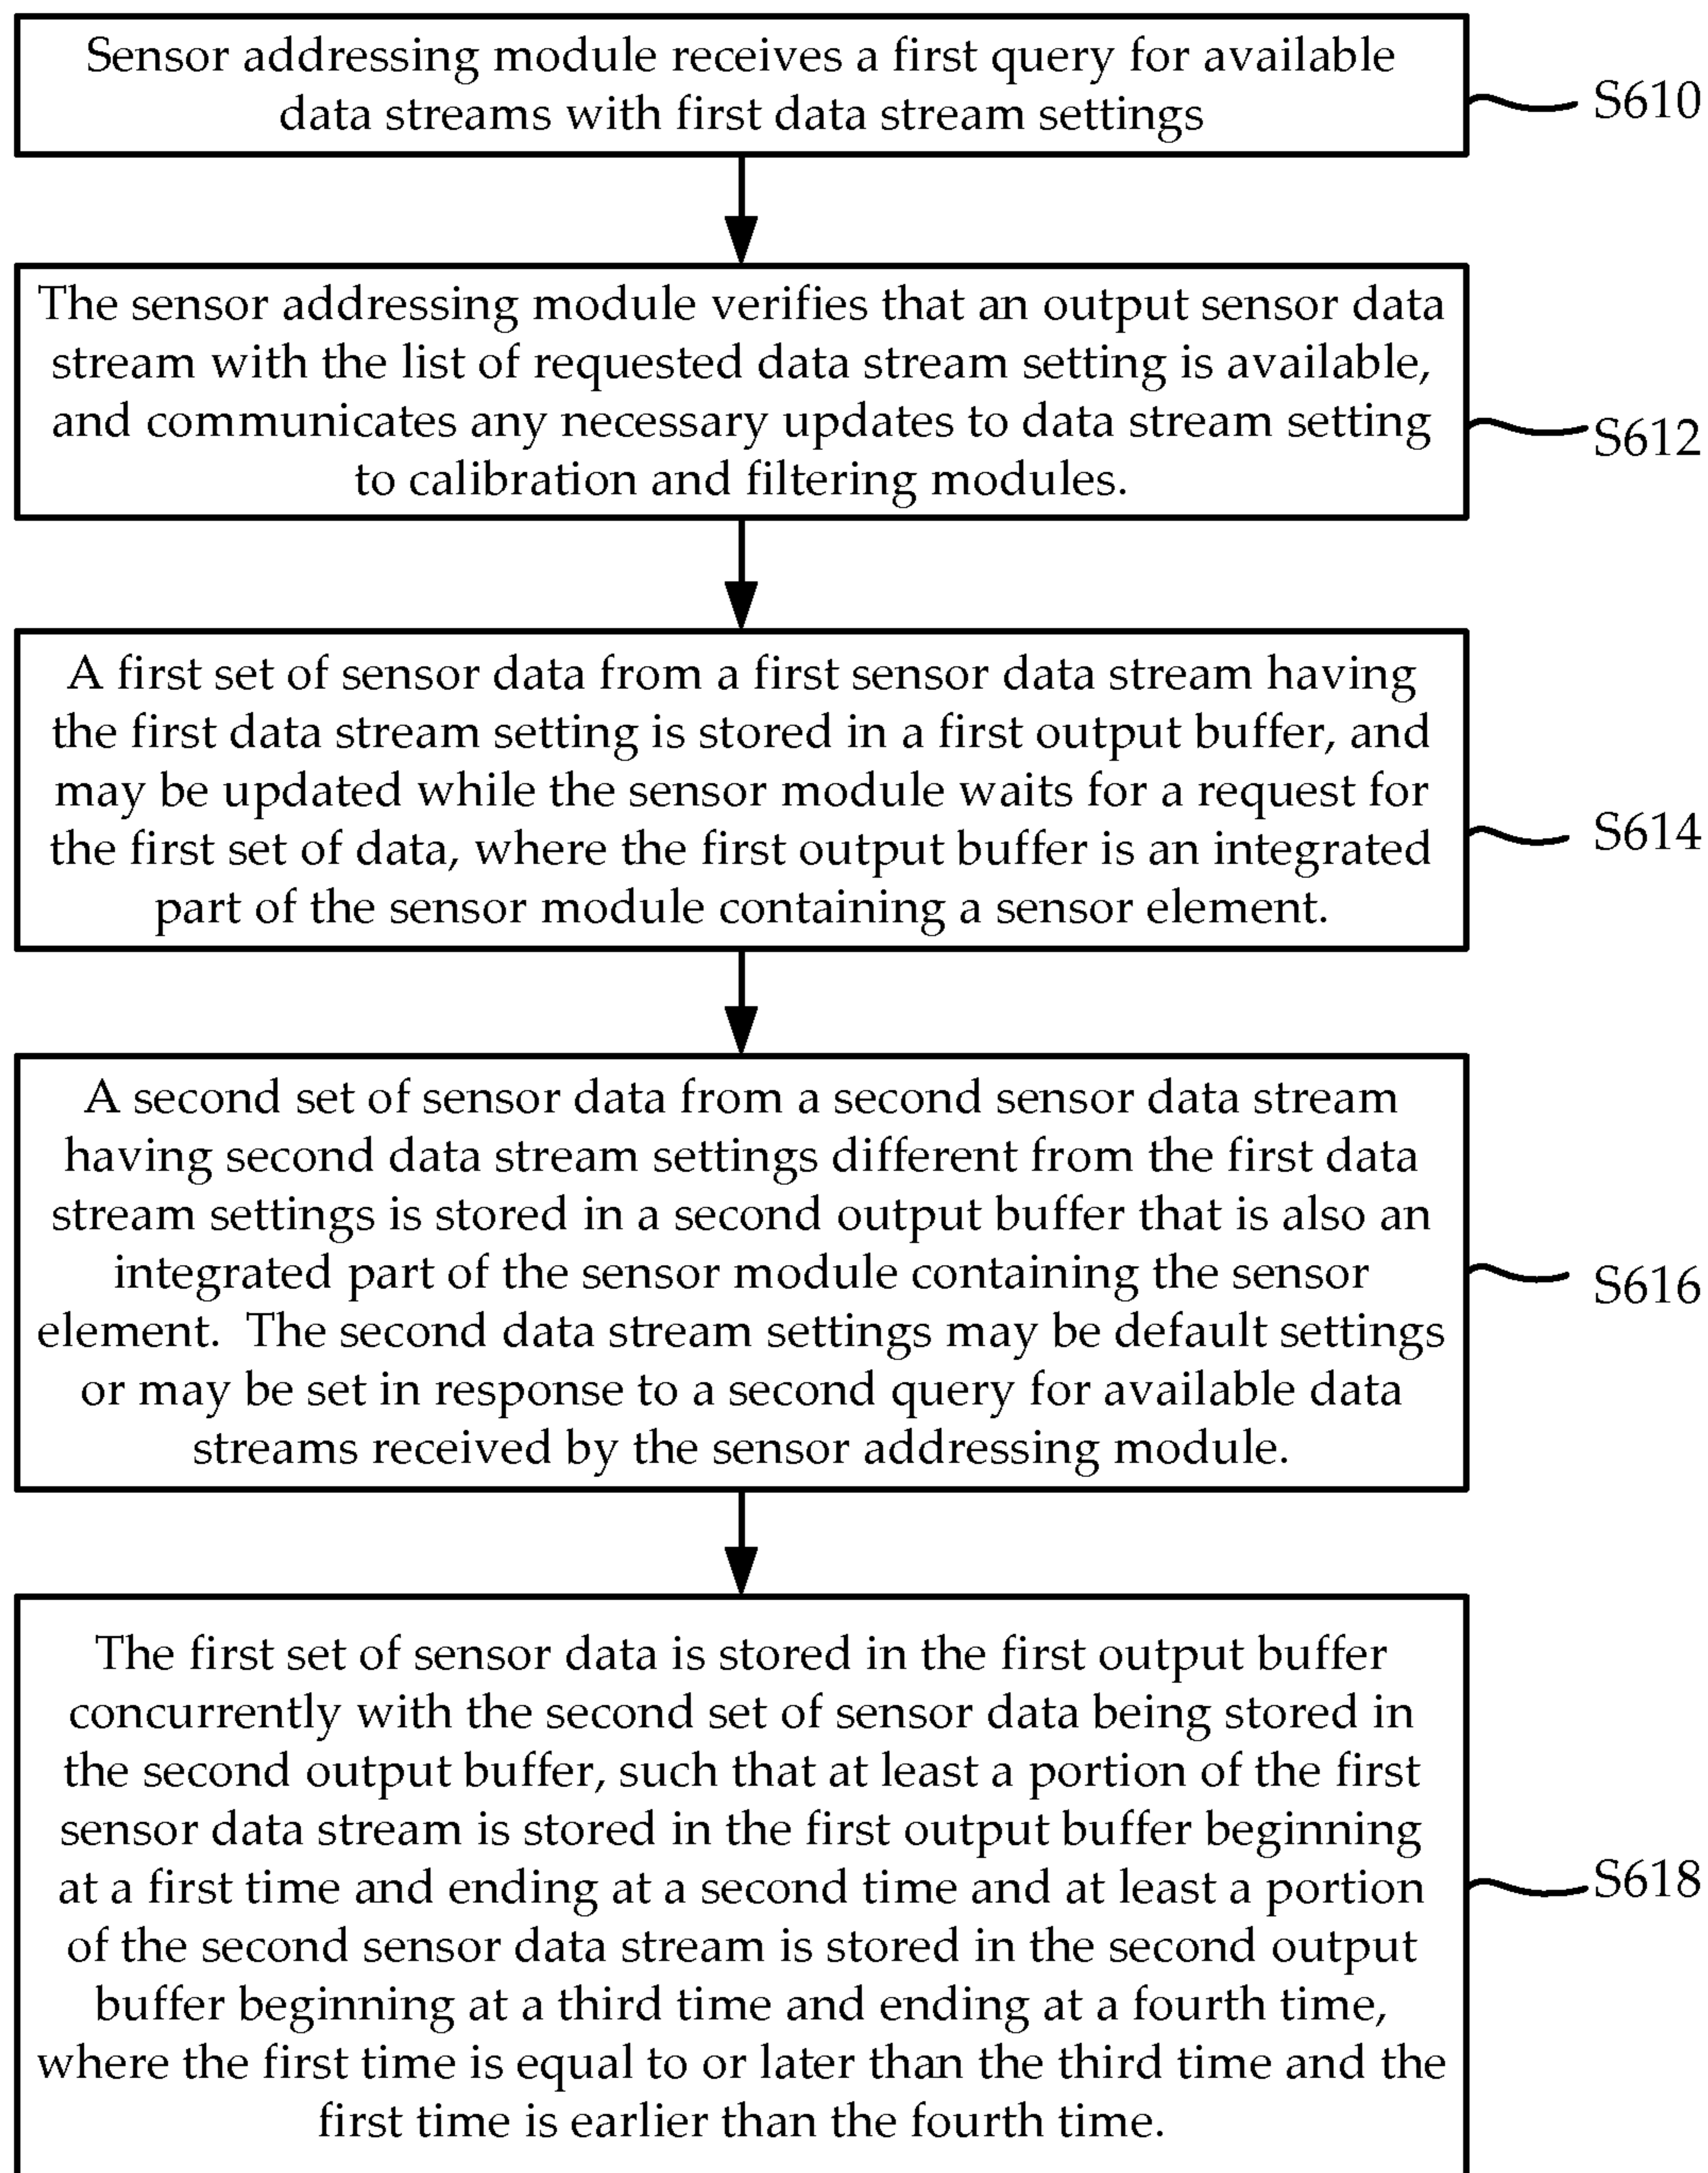 Sensor addressing module receives a first query for available
data streams with first data stream settings
S610
The sensor addressing module verifies that an output sensor data
stream with the list of requested data stream setting is available,
and communicates any necessary updates to data stream setting
to calibration and filtering modules.
S612
A first set of sensor data from a first sensor data stream having
the first data stream setting is stored in a first output buffer, and
may be updated while the sensor module waits for a request for
the first set of data, where the first output buffer is an integrated
part of the sensor module containing a sensor element.
S614
A second set of sensor data from a second sensor data stream
having second data stream settings different from the first data
stream settings is stored in a second output buffer that is also an
integrated part of the sensor module containing the sensor
element. The second data stream settings may be default settings
or may be set in response to a second query for available data
streams received by the sensor addressing module.
S616
The first set of sensor data is stored in the first output buffer
concurrently with the second set of sensor data being stored in
the second output buffer, such that at least a portion of the first
sensor data stream is stored in the first output buffer beginning
at a first time and ending at a second time and at least a portion
of the second sensor data stream is stored in the second output
buffer beginning at a third time and ending at a fourth time,
where the first time is equal to or later than the third time and the
first time is earlier than the fourth time.
S618